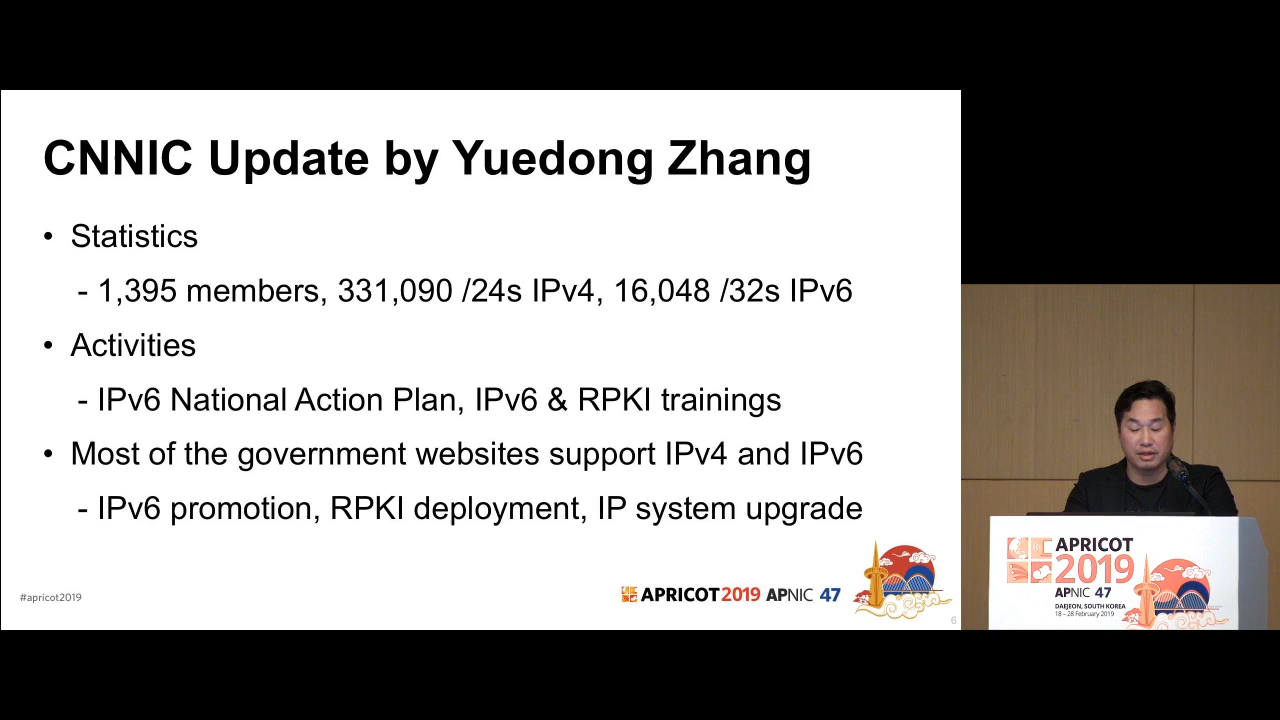 CNNIC Update by Yuedong Zhang
• Statistics
- 1,395 members, 331,090 /24s IPv4, 16,048 /32s IPv6
• Activities
- IPv6 National Action Plan, IPv6 & RPKI trainings
• Most of the government websites support IPv4 and IPv6
- IPv6 promotion, RPKI deployment, IP system upgrade
#apricot2019
APRICOT2019 APNIC 47
6
APRICOT
2019
APNIC 47
DAEJEON, SOUTH KOREA
18 – 28 February 2019